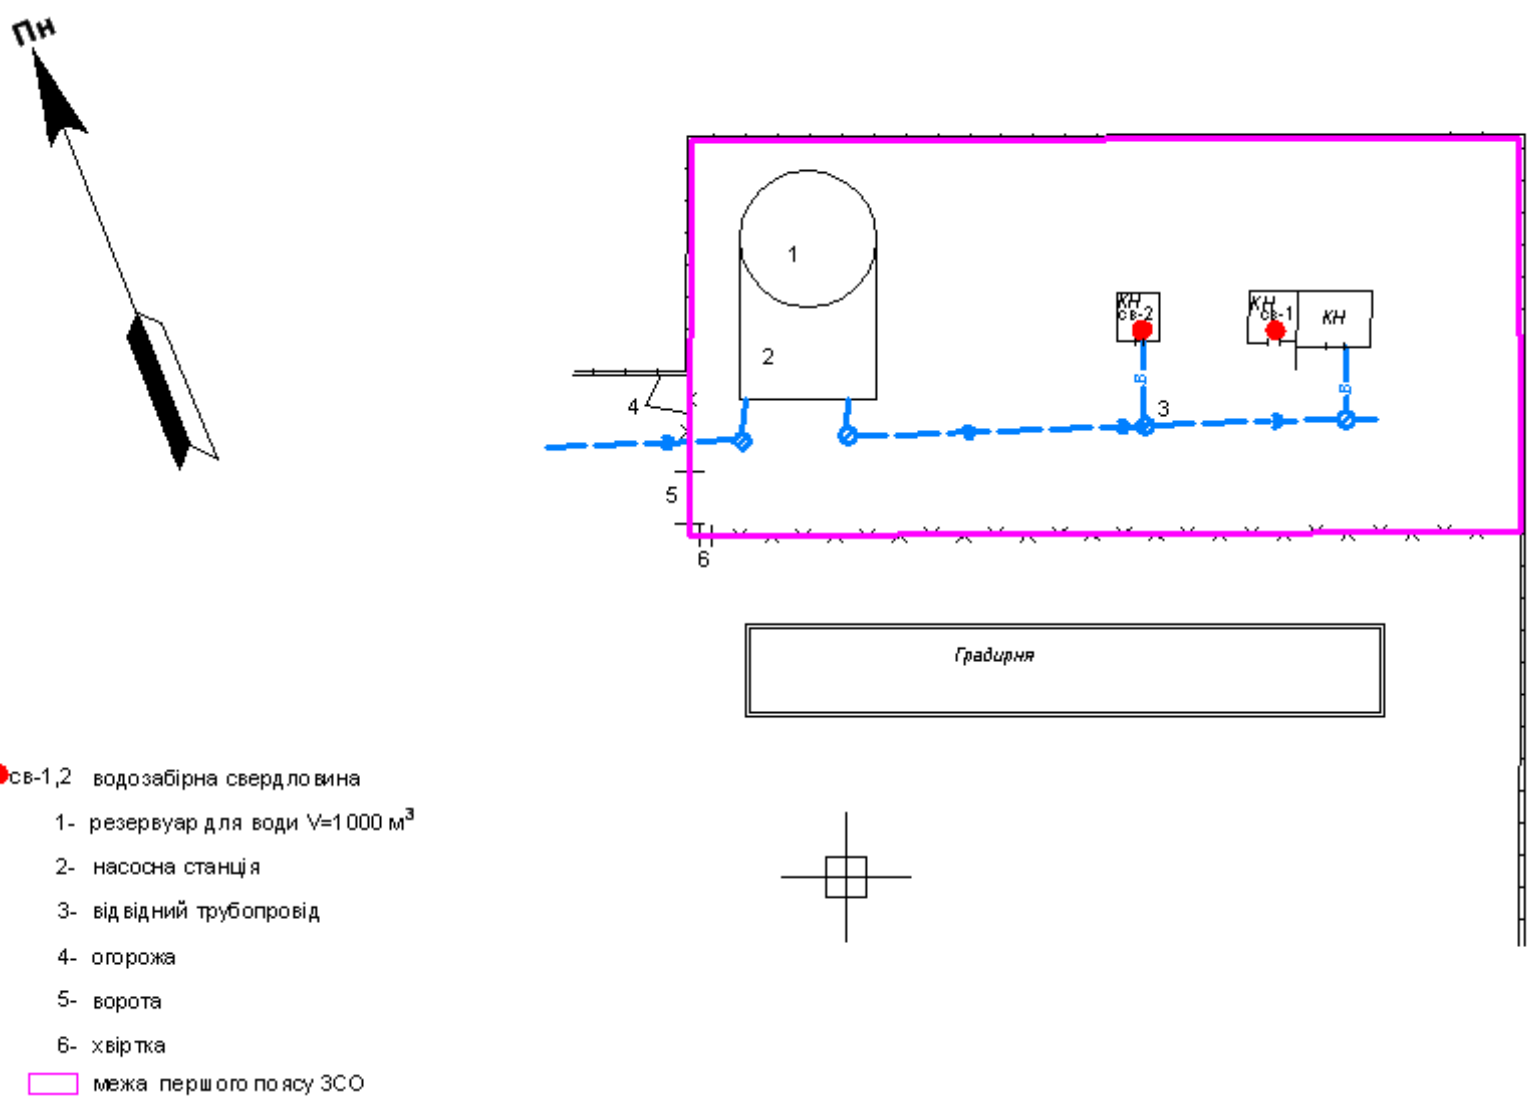 Пн
1
КН
св-2
КН
св-1
КН
2
В
В
4
3
5
6
Градирня
св-1,2 водозабірна свердловина
1- резервуар для води V=1000 м³
2- насосна станція
3- відвідний трубопровід
4- огорожа
5- ворота
6- хвіртка
межа першого поясу ЗСО